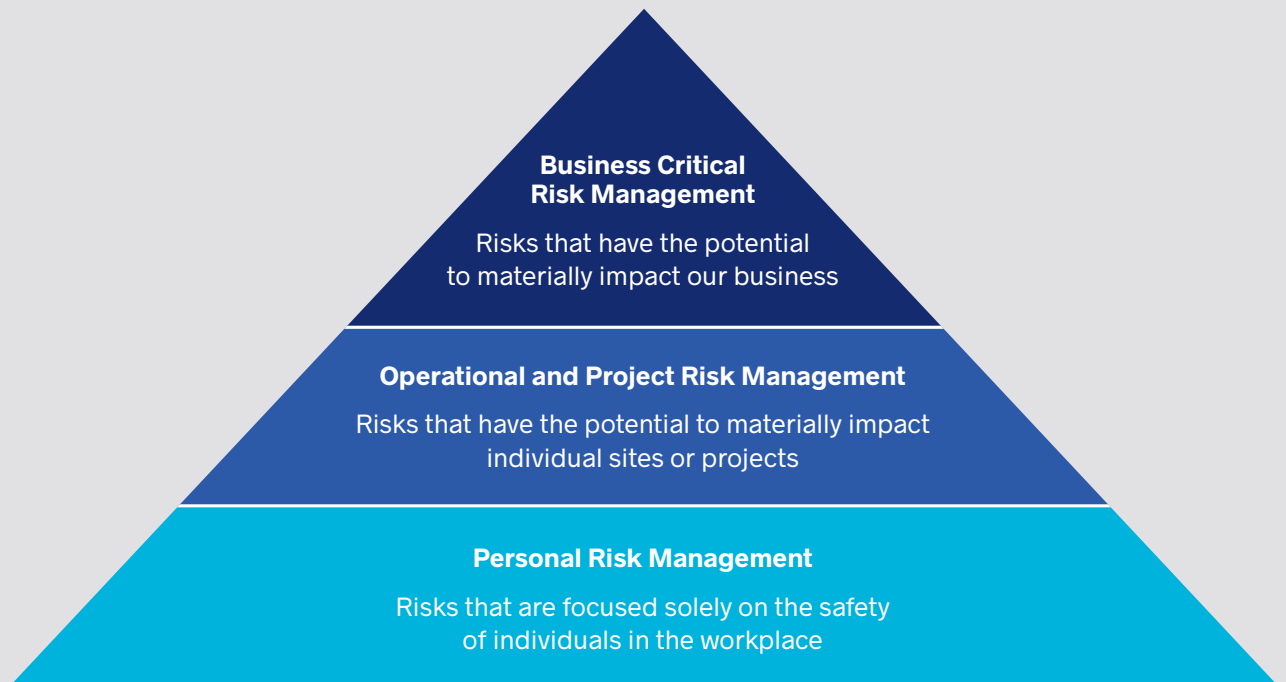 Business Critical
Risk Management
Risks that have the potential
to materially impact our business
Operational and Project Risk Management
Risks that have the potential to materially impact
individual sites or projects
Personal Risk Management
Risks that are focused solely on the safety
of individuals in the workplace